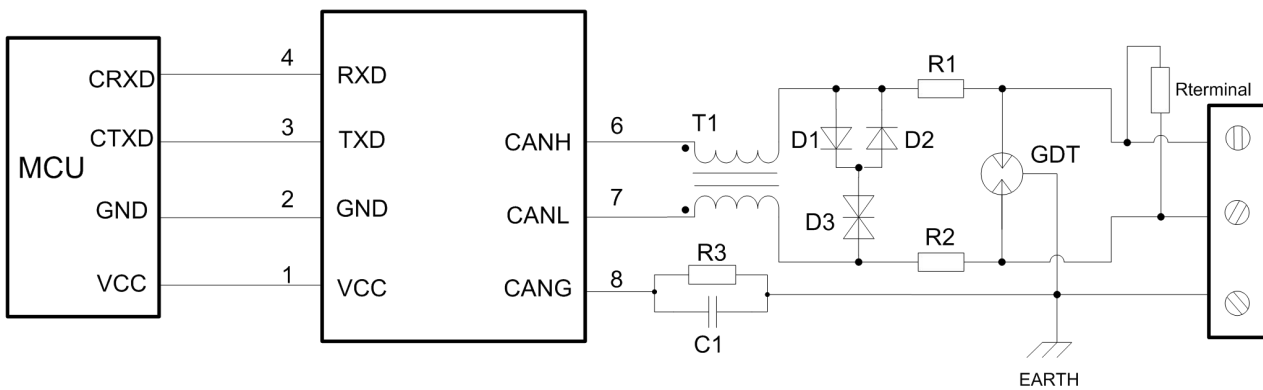 MCU
CRXD
CTXD
GND
VCC
4
3
2
1
RXD
TXD
GND
VCC
CANH
CANL
CANG
6
7
8
T1
D1
D2
D3
R1
R2
R3
C1
GDT
EARTH
Rterminal